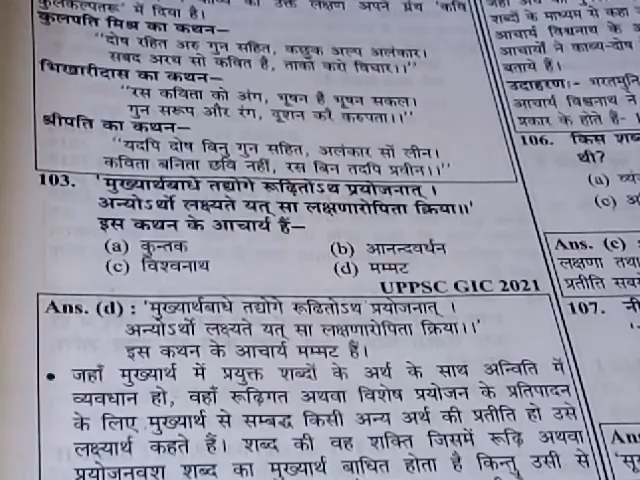 कुलकल्पतरू' में दिया है।
कुलपति मिश्र का कथन–
"दोष रहित अरु गुन सहित, कछुक अल्प अलंकार।
सबद अरथ सो कवित है, ताको करो विचार।।"
भिखारीदास का कथन–
"रस कविता को अंग, भूषन है भूषन सकल।
गुन सरूप और रंग, दूशन करै करुपता।।"
श्रीपति का कथन–
"यदपि दोष बिनु गुन सहित, अलंकार सों लीन।
कविता बनिता छवि नहीं, रस बिन तदपि प्रवीन।।"
103. 'मुख्यार्थबाधे तद्योगे रूढ़ितोऽथ प्रयोजनात् ।
अन्योऽर्थो लक्ष्यते यत् सा लक्षणारोपिता क्रिया॥'
इस कथन के आचार्य हैं–
(a) कुन्तक (b) आनन्दवर्धन
(c) विश्वनाथ (d) मम्मट
UPPSC GIC 2021
Ans. (d) : 'मुख्यार्थबाधे तद्योगे रूढितोऽथ प्रयोजनात् ।
अन्योऽर्थो लक्ष्यते यत् सा लक्षणारोपिता क्रिया।।'
इस कथन के आचार्य मम्मट हैं।
• जहाँ मुख्यार्थ में प्रयुक्त शब्दों के अर्थ के साथ अन्विति में
व्यवधान हो, वहाँ रूढ़िगत अथवा विशेष प्रयोजन के प्रतिपादन
के लिए मुख्यार्थ से सम्बद्ध किसी अन्य अर्थ की प्रतीति हो उसे
लक्ष्यार्थ कहते हैं। शब्द की वह शक्ति जिसमें रूढ़ि अथवा
प्रयोजनवश शब्द का मुख्यार्थ बाधित होता है किन्तु उसी से
शब्दों के माध्यम से कहा
आचार्य विश्वनाथ के अ
आचार्यों ने काव्य-दोष
बताये हैं।
उदाहरण:- भरतमुनि
आचार्य विश्वनाथ ने
प्रकार के होते हैं-
106. किस शब्द
थी?
(a) व्यं
(c) अ
Ans. (c) :
लक्षणा तथा
प्रतीति सर्व
107. नी
Ans
'सू